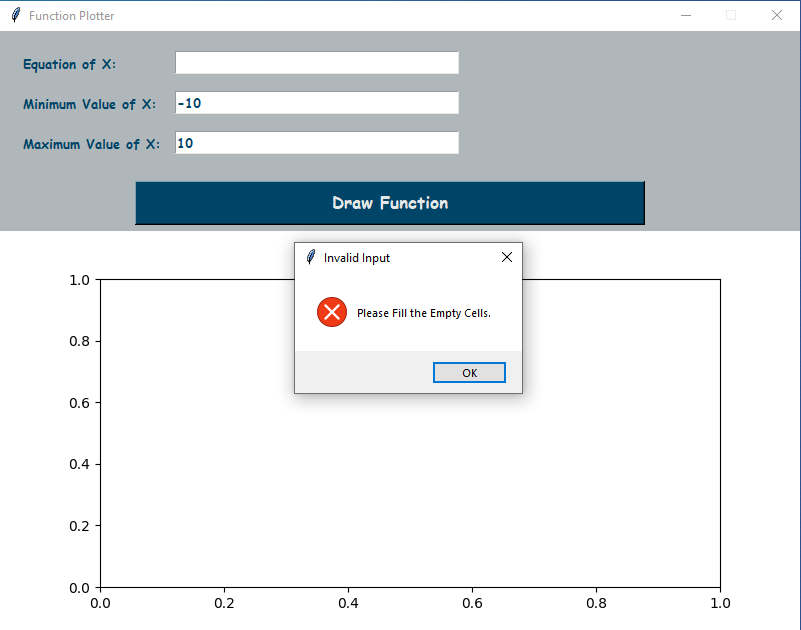 Function Plotter
Equation of X:
Minimum Value of X: -10
Maximum Value of X: 10
Draw Function
Invalid Input
Please Fill the Empty Cells.
OK
1.0
0.8
0.6
0.4
0.2
0.0
0.0 0.2 0.4 0.6 0.8 1.0